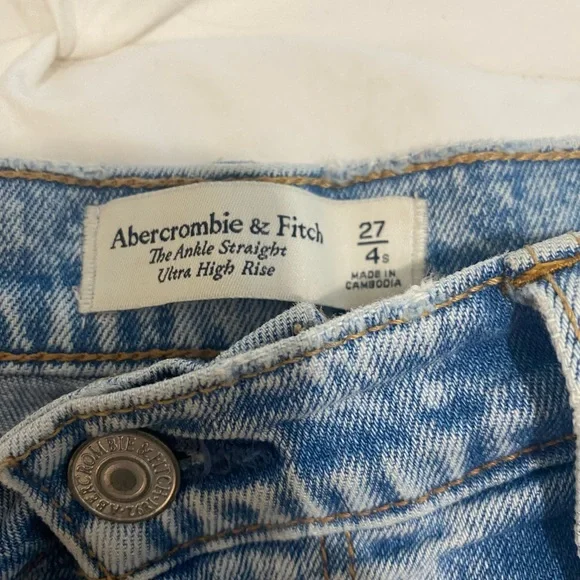 Abercrombie & Fitch
The Ankle Straight
Ultra High Rise
27
4s
MADE IN
CAMBODIA
ABERCROMBIE & FITCH